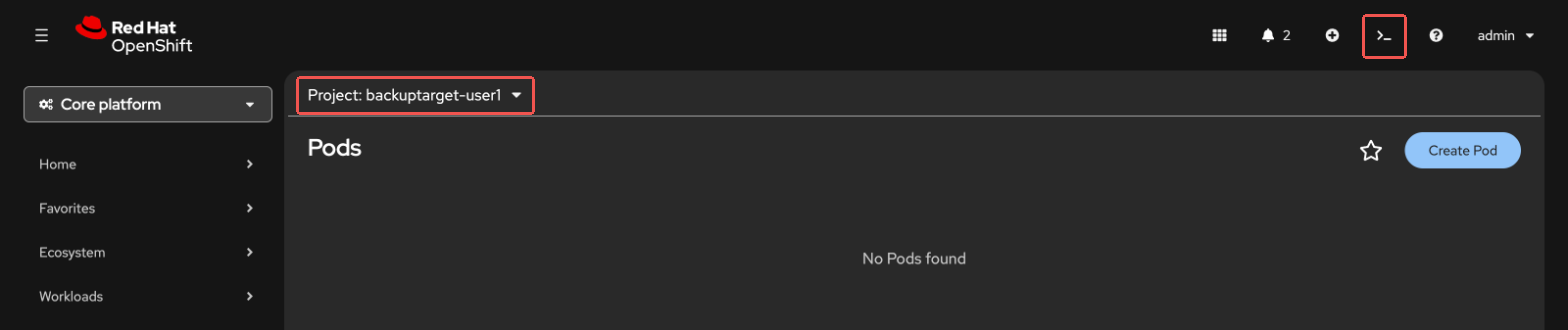 Red Hat
OpenShift
2
admin
Core platform
Project: backuptarget-user1
Home
Pods
Create Pod
Favorites
Ecosystem
No Pods found
Workloads